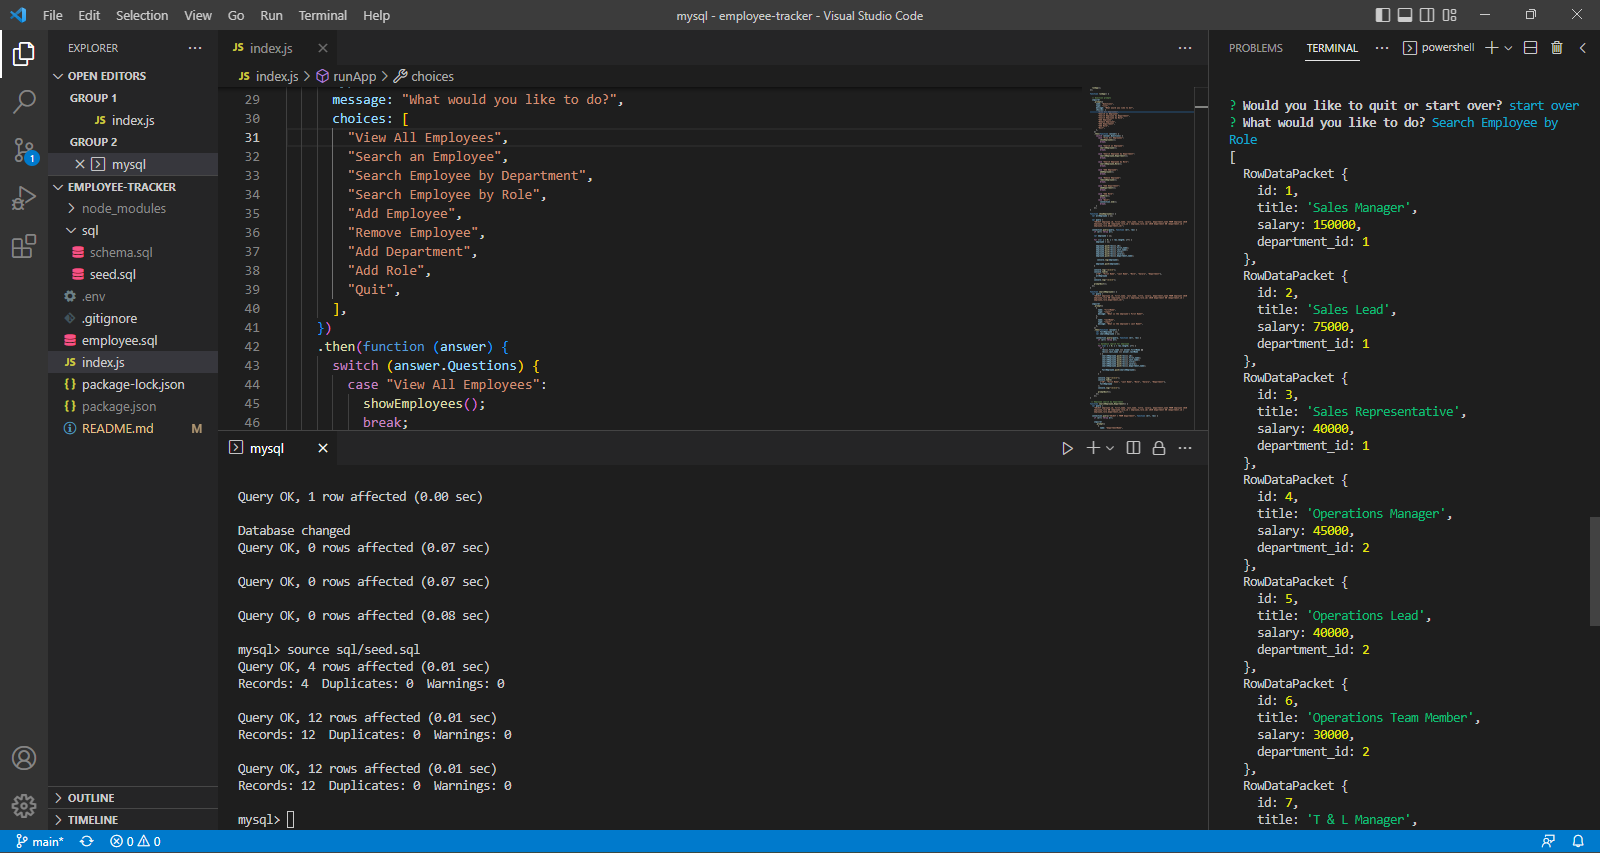 File Edit Selection View Go Run Terminal Help
mysql - employee-tracker - Visual Studio Code
EXPLORER
OPEN EDITORS
GROUP 1
JS index.js
GROUP 2
mysql
EMPLOYEE-TRACKER
node_modules
sql
schema.sql
seed.sql
.env
.gitignore
employee.sql
JS index.js
{} package-lock.json
{} package.json
README.md M
OUTLINE
TIMELINE
1
JS index.js
JS index.js > runApp > choices
29 message: "What would you like to do?",
30 choices: [
31 "View All Employees",
32 "Search an Employee",
33 "Search Employee by Department",
34 "Search Employee by Role",
35 "Add Employee",
36 "Remove Employee",
37 "Add Department",
38 "Add Role",
39 "Quit",
40 ],
41 })
42 .then(function (answer) {
43 switch (answer.Questions) {
44 case "View All Employees":
45 showEmployees();
46 break;
mysql
Query OK, 1 row affected (0.00 sec)
Database changed
Query OK, 0 rows affected (0.07 sec)
Query OK, 0 rows affected (0.07 sec)
Query OK, 0 rows affected (0.08 sec)
mysql> source sql/seed.sql
Query OK, 4 rows affected (0.01 sec)
Records: 4 Duplicates: 0 Warnings: 0
Query OK, 12 rows affected (0.01 sec)
Records: 12 Duplicates: 0 Warnings: 0
Query OK, 12 rows affected (0.01 sec)
Records: 12 Duplicates: 0 Warnings: 0
mysql>
PROBLEMS TERMINAL powershell
? Would you like to quit or start over? start over
? What would you like to do? Search Employee by
Role
[
RowDataPacket {
id: 1,
title: 'Sales Manager',
salary: 150000,
department_id: 1
},
RowDataPacket {
id: 2,
title: 'Sales Lead',
salary: 75000,
department_id: 1
},
RowDataPacket {
id: 3,
title: 'Sales Representative',
salary: 40000,
department_id: 1
},
RowDataPacket {
id: 4,
title: 'Operations Manager',
salary: 45000,
department_id: 2
},
RowDataPacket {
id: 5,
title: 'Operations Lead',
salary: 40000,
department_id: 2
},
RowDataPacket {
id: 6,
title: 'Operations Team Member',
salary: 30000,
department_id: 2
},
RowDataPacket {
id: 7,
title: 'T & L Manager',
main* 0 0